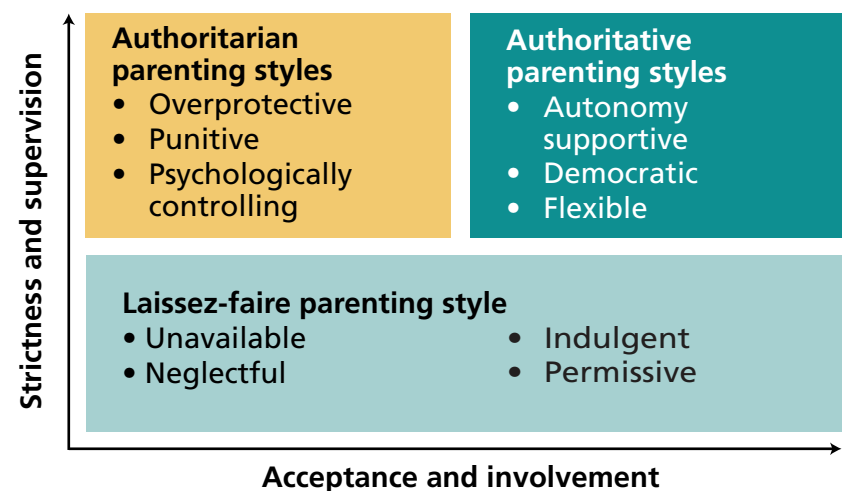 Strictness and supervision
Authoritarian
parenting styles
• Overprotective
• Punitive
• Psychologically
controlling
Authoritative
parenting styles
• Autonomy
supportive
• Democratic
• Flexible
Laissez-faire parenting style
• Unavailable
• Neglectful
• Indulgent
• Permissive
Acceptance and involvement